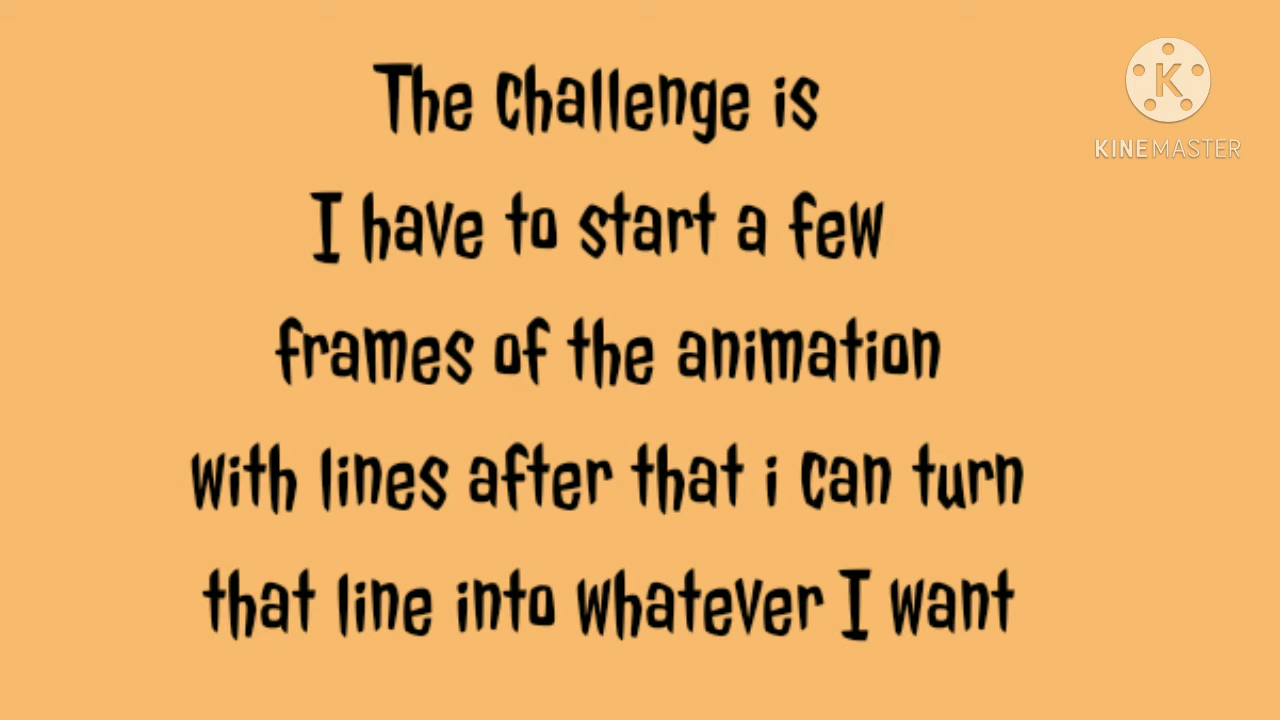 The challenge is
I have to start a few
frames of the animation
with lines after that i can turn
that line into whatever I want
K
KINEMASTER